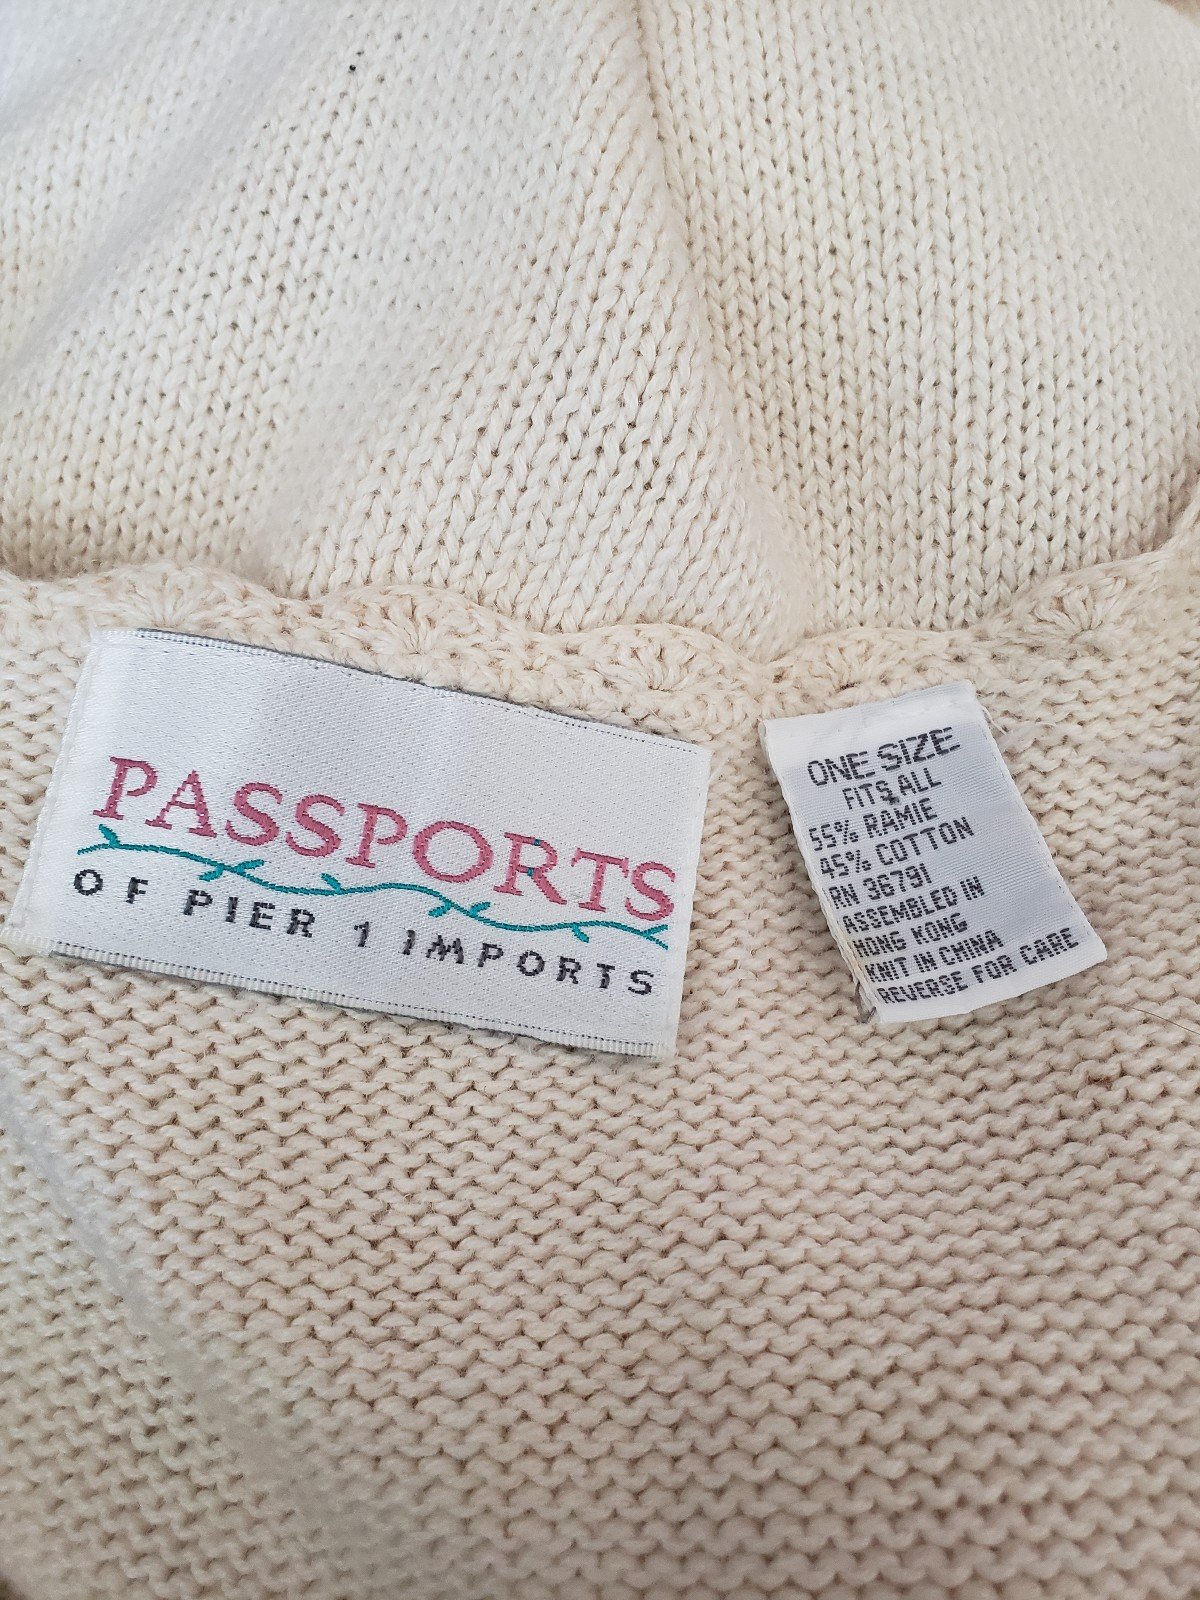 PASSPORTS
OF PIER 1 IMPORTS
ONE SIZE
FITS ALL
55% RAMIE
45% COTTON
RN 36791
ASSEMBLED IN
HONG KONG
KNIT IN CHINA
REVERSE FOR CARE